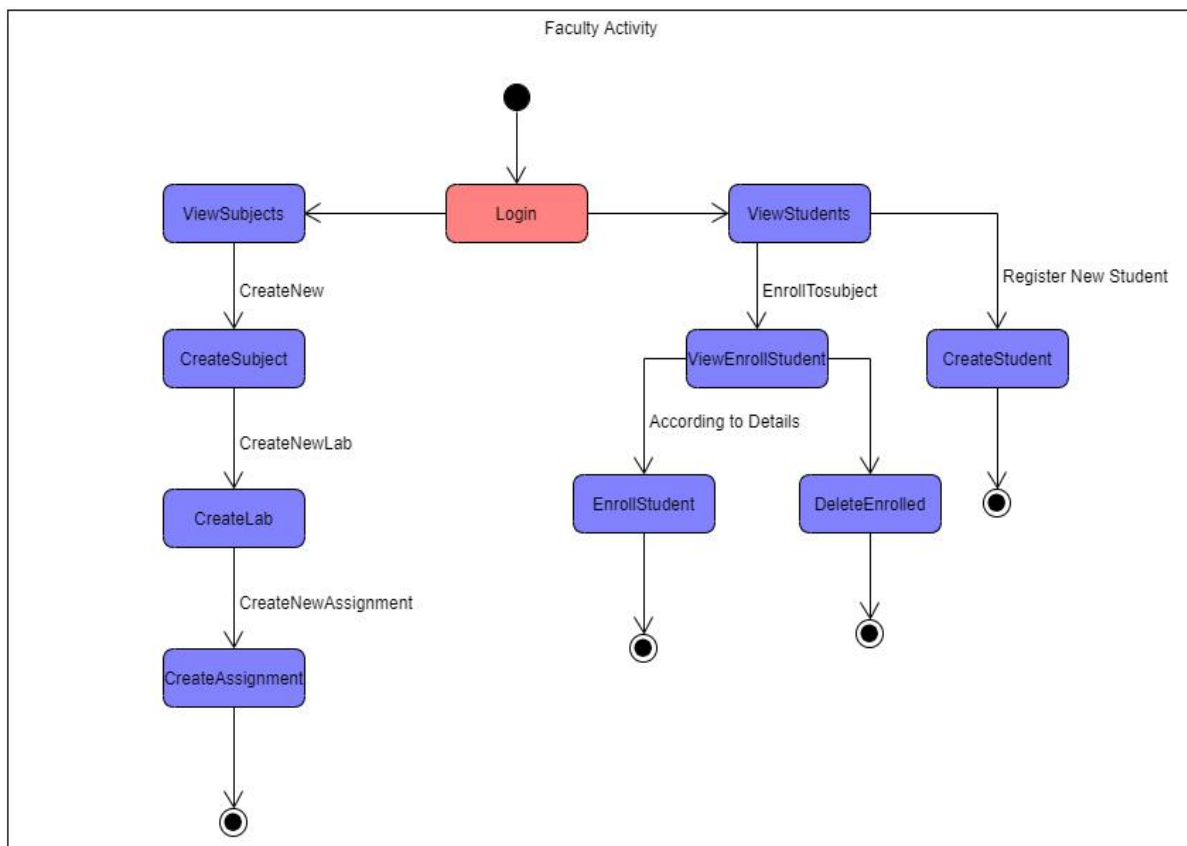 Faculty Activity
ViewSubjects
Login
ViewStudents
CreateNew
EnrollTosubject
Register New Student
CreateSubject
ViewEnrollStudent
CreateStudent
According to Details
CreateNewLab
EnrollStudent
DeleteEnrolled
CreateLab
CreateNewAssignment
CreateAssignment